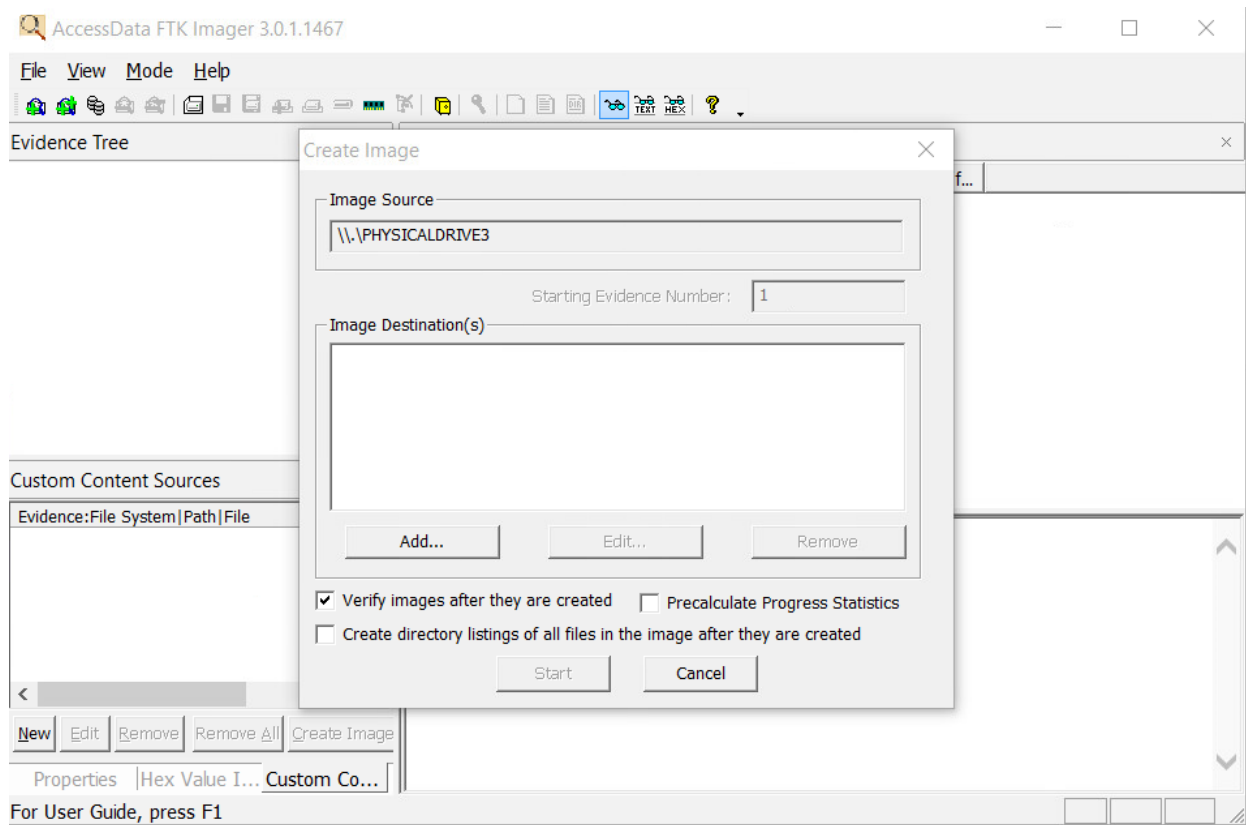 AccessData FTK Imager 3.0.1.1467
File View Mode Help
TEXT HEX
Evidence Tree
Create Image
f...
Image Source
\\.\PHYSICALDRIVE3
Starting Evidence Number: 1
Image Destination(s)
Custom Content Sources
Evidence:File System|Path|File
Add... Edit... Remove
Verify images after they are created Precalculate Progress Statistics
Create directory listings of all files in the image after they are created
Start Cancel
New Edit Remove Remove All Create Image
Properties Hex Value I... Custom Co...
For User Guide, press F1